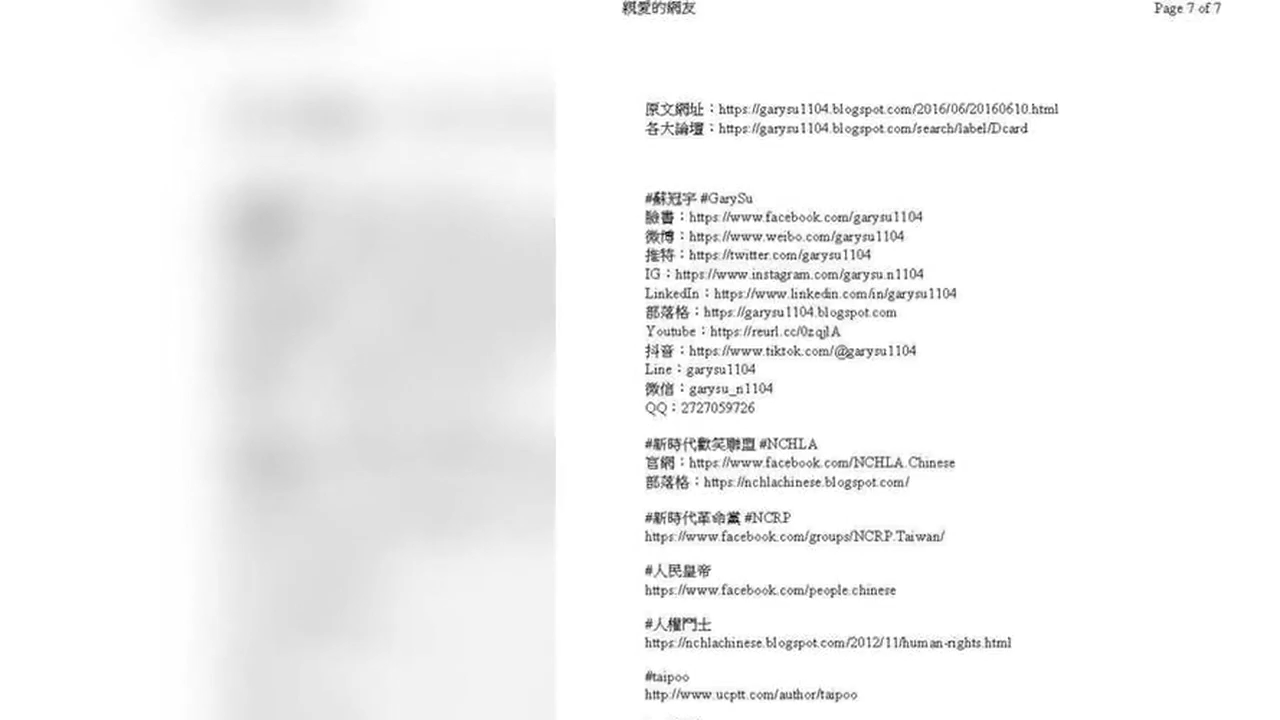 親愛的網友
Page 7 of 7
原文網址：https://garysu1104.blogspot.com/2016/06/20160610.html
各大論壇：https://garysu1104.blogspot.com/search/label/Dcard
#蘇冠宇 #GarySu
臉書：https://www.facebook.com/garysu1104
微博：https://www.weibo.com/garysu1104
推特：https://twitter.com/garysu1104
IG：https://www.instagram.com/garysu.n1104
LinkedIn：https://www.linkedin.com/in/garysu1104
部落格：https://garysu1104.blogspot.com
Youtube：https://reurl.cc/0zqjlA
抖音：https://www.tiktok.com/@garysu1104
Line：garysu1104
微信：garysu_n1104
QQ：2727059726
#新時代歡笑聯盟 #NCHLA
官網：https://www.facebook.com/NCHLA.Chinese
部落格：https://nchlachinese.blogspot.com/
#新時代革命黨 #NCRP
https://www.facebook.com/groups/NCRP.Taiwan/
#人民皇帝
https://www.facebook.com/people.chinese
#人權鬥士
https://nchlachinese.blogspot.com/2012/11/human-rights.html
#taipoo
http://www.ucptt.com/author/taipoo